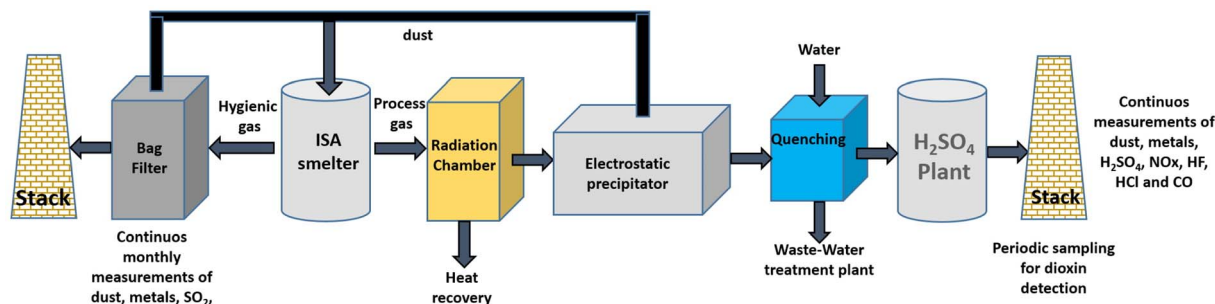 dust
Water
Hygienic
gas
Process
gas
Stack
Bag
Filter
ISA
smelter
Radiation
Chamber
Electrostatic
precipitator
Quenching
H₂SO₄
Plant
Stack
Continuos
measurements of
dust, metals,
H₂SO₄, NOx, HF,
HCl and CO
Continuos
monthly
measurements of
dust, metals, SO₂,
Heat
recovery
Waste-Water
treatment plant
Periodic sampling
for dioxin
detection